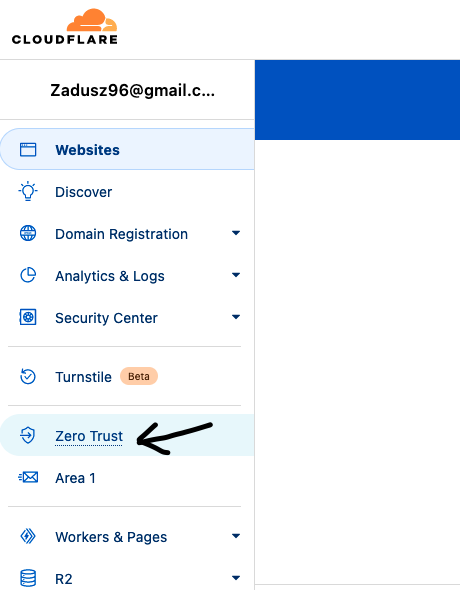 CLOUDFLARE
Zadusz96@gmail.c...
Websites
Discover
Domain Registration
Analytics & Logs
Security Center
Turnstile Beta
Zero Trust
Area 1
Workers & Pages
R2